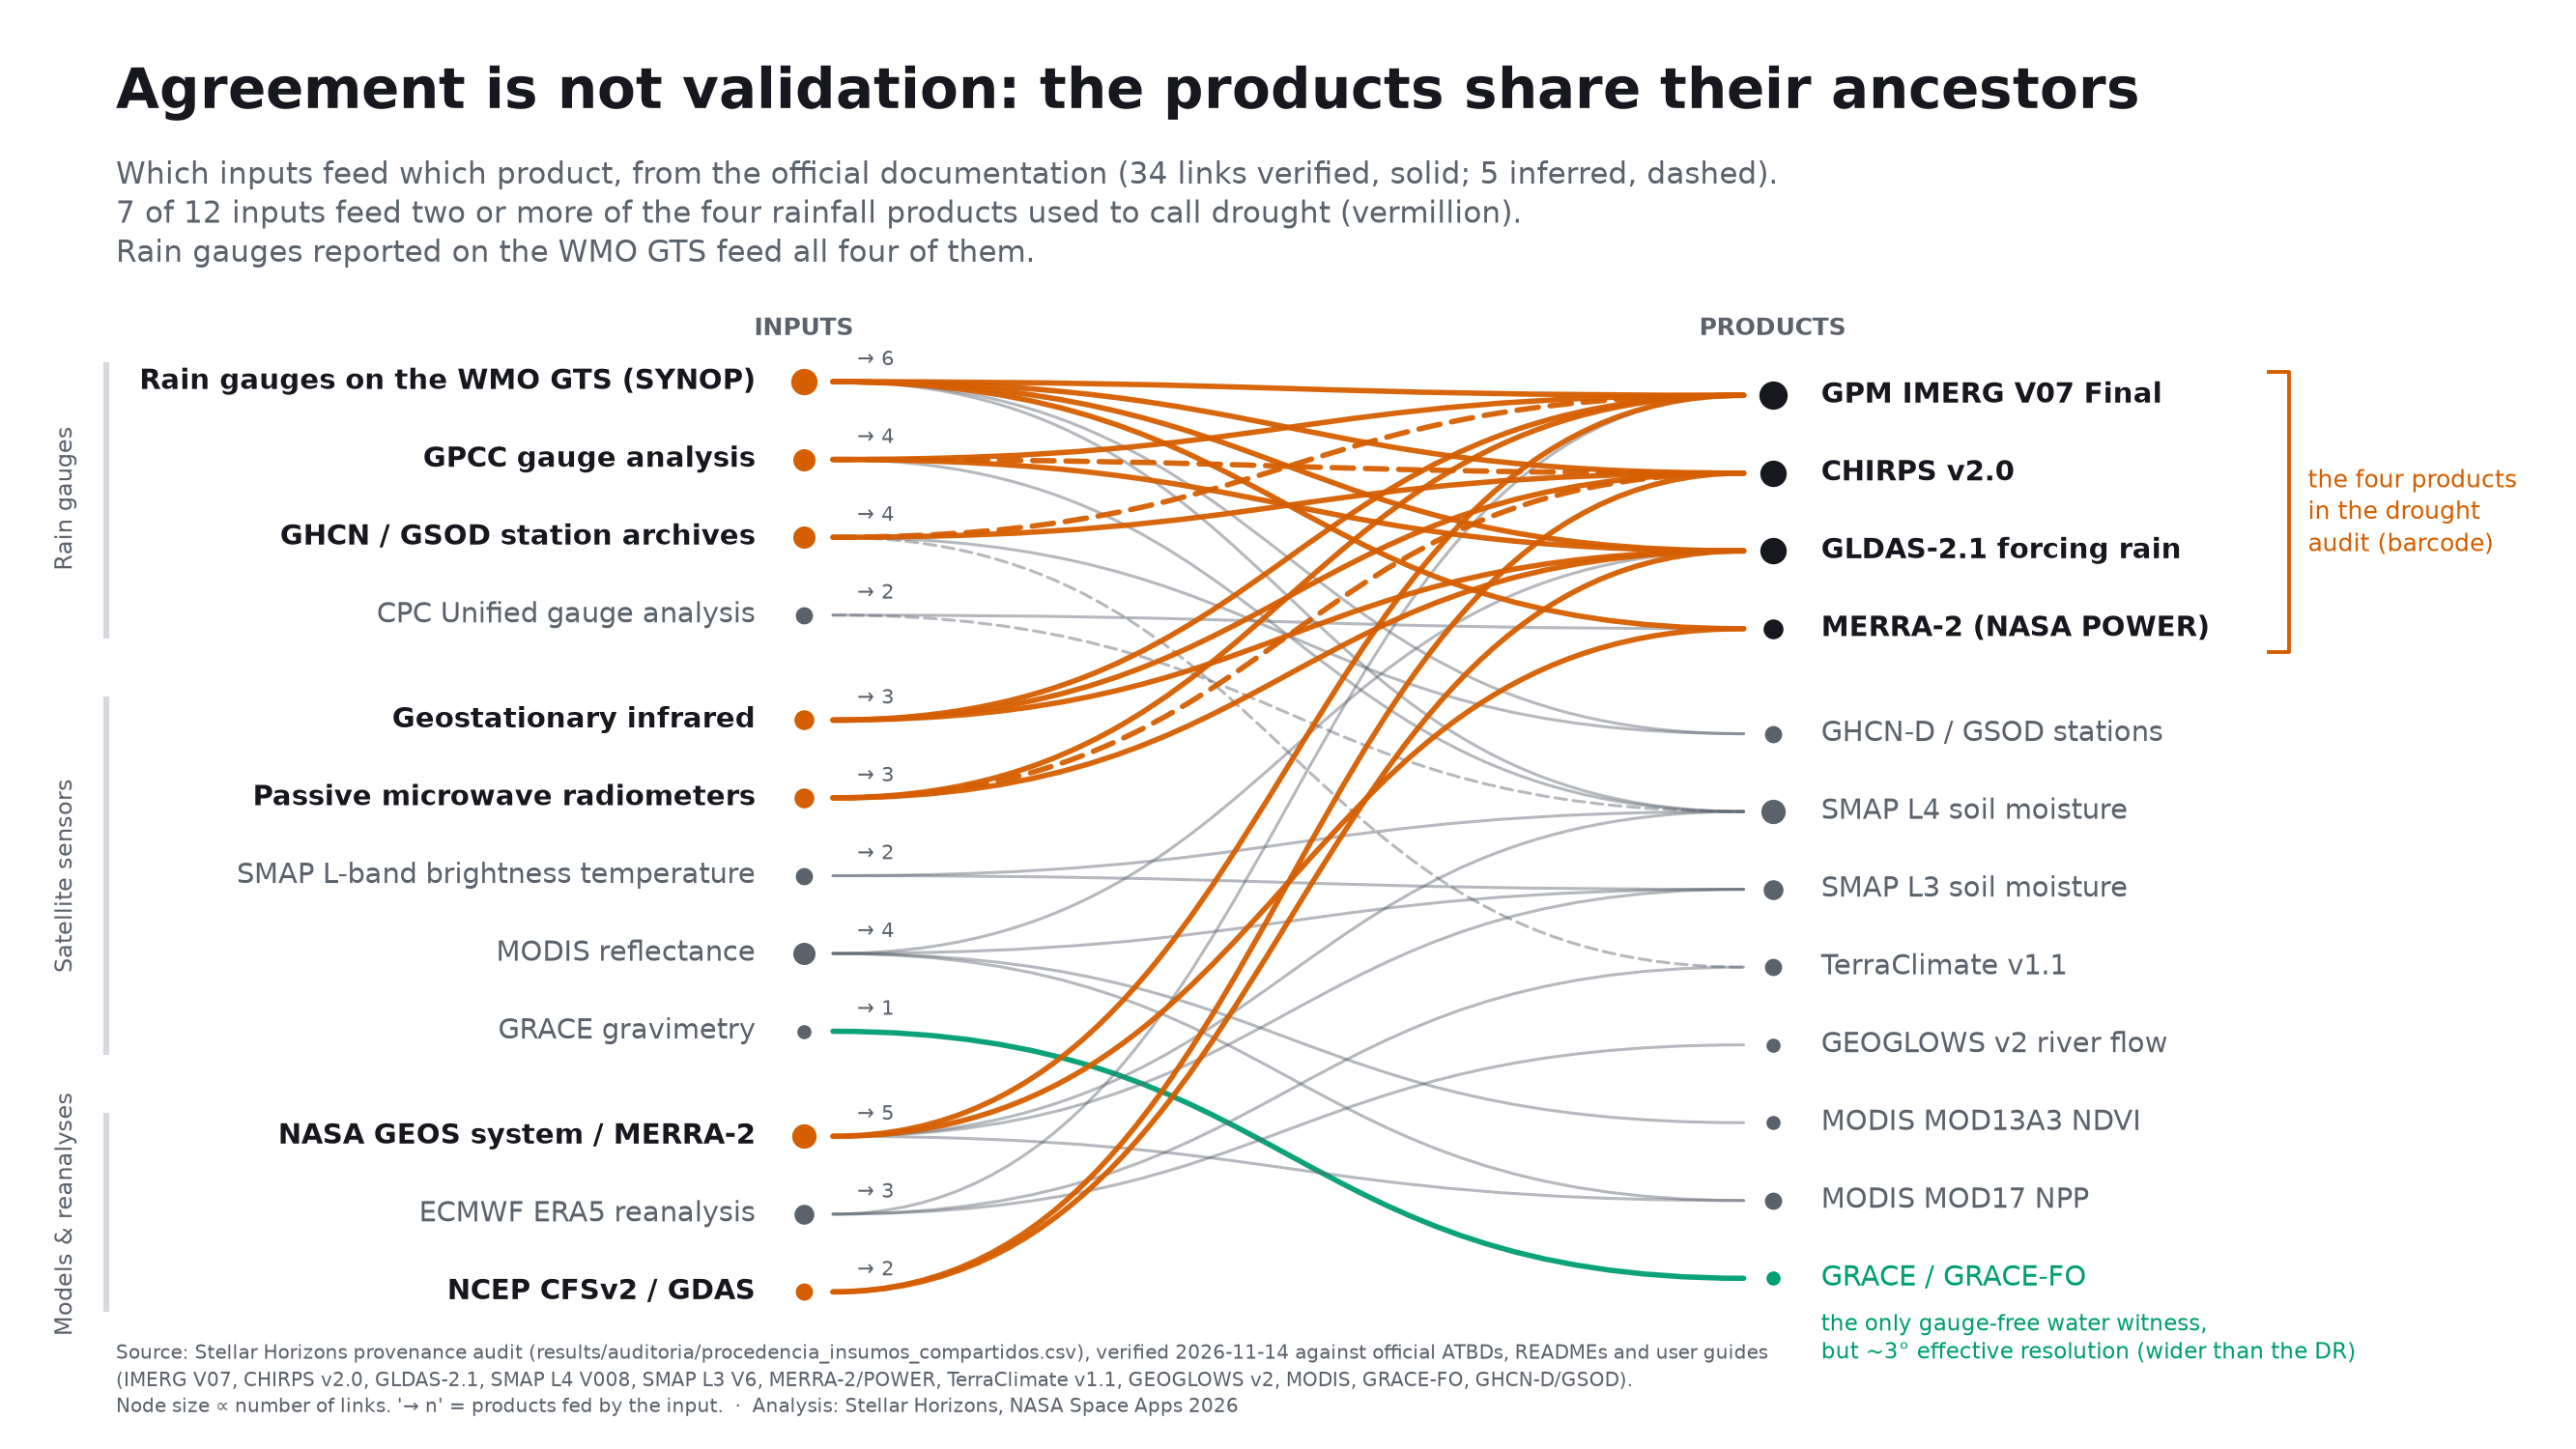 Agreement is not validation: the products share their ancestors
Which inputs feed which product, from the official documentation (34 links verified, solid; 5 inferred, dashed).
7 of 12 inputs feed two or more of the four rainfall products used to call drought (vermillion).
Rain gauges reported on the WMO GTS feed all four of them.
INPUTS
Rain gauges
Rain gauges on the WMO GTS (SYNOP)
→ 6
GPCC gauge analysis
→ 4
GHCN / GSOD station archives
→ 4
CPC Unified gauge analysis
→ 2
Satellite sensors
Geostationary infrared
→ 3
Passive microwave radiometers
→ 3
SMAP L-band brightness temperature
→ 2
MODIS reflectance
→ 4
GRACE gravimetry
→ 1
Models & reanalyses
NASA GEOS system / MERRA-2
→ 5
ECMWF ERA5 reanalysis
→ 3
NCEP CFSv2 / GDAS
→ 2
PRODUCTS
GPM IMERG V07 Final
CHIRPS v2.0
GLDAS-2.1 forcing rain
MERRA-2 (NASA POWER)
the four products
in the drought
audit (barcode)
GHCN-D / GSOD stations
SMAP L4 soil moisture
SMAP L3 soil moisture
TerraClimate v1.1
GEOGLOWS v2 river flow
MODIS MOD13A3 NDVI
MODIS MOD17 NPP
GRACE / GRACE-FO
the only gauge-free water witness,
but ~3° effective resolution (wider than the DR)
Source: Stellar Horizons provenance audit (results/auditoria/procedencia_insumos_compartidos.csv), verified 2026-11-14 against official ATBDs, READMEs and user guides
(IMERG V07, CHIRPS v2.0, GLDAS-2.1, SMAP L4 V008, SMAP L3 V6, MERRA-2/POWER, TerraClimate v1.1, GEOGLOWS v2, MODIS, GRACE-FO, GHCN-D/GSOD).
Node size ∝ number of links. '→ n' = products fed by the input.  ·  Analysis: Stellar Horizons, NASA Space Apps 2026